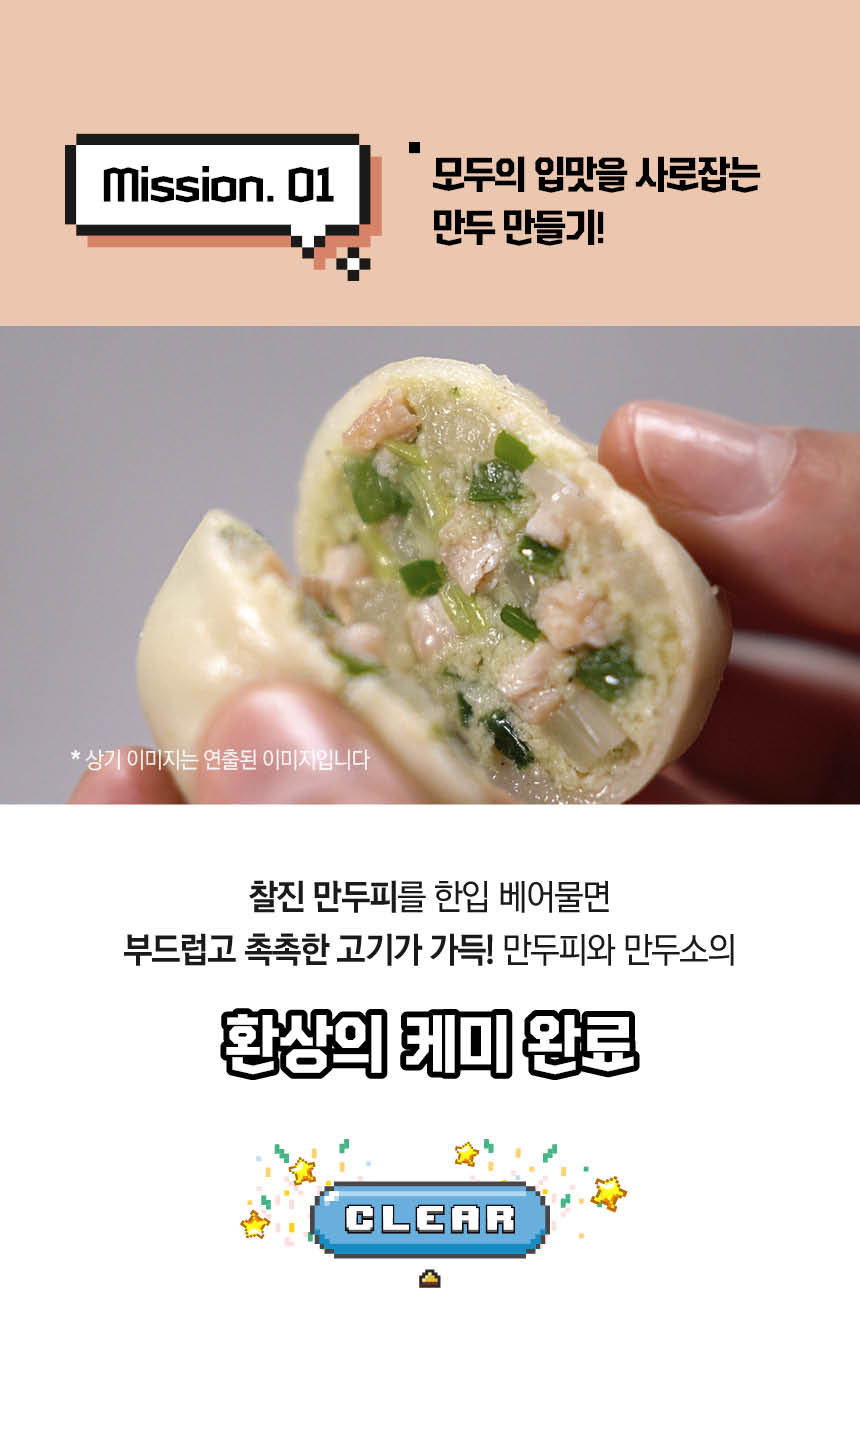 Mission. 01
모두의 입맛을 사로잡는
만두 만들기!
* 상기 이미지는 연출된 이미지입니다
찰진 만두피를 한입 베어물면
부드럽고 촉촉한 고기가 가득! 만두피와 만두소의
환상의 케미 완료
CLEAR